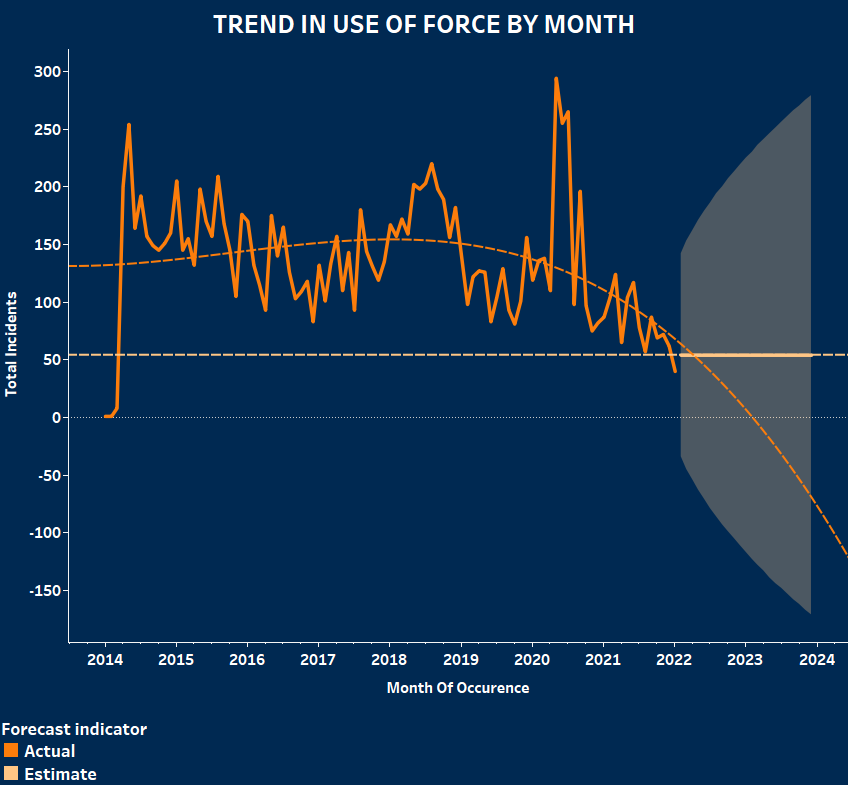 TREND IN USE OF FORCE BY MONTH
300
250
200
150
100
50
0
-50
-100
-150
Total Incidents
2014 2015 2016 2017 2018 2019 2020 2021 2022 2023 2024
Month Of Occurence
Forecast indicator
Actual
Estimate